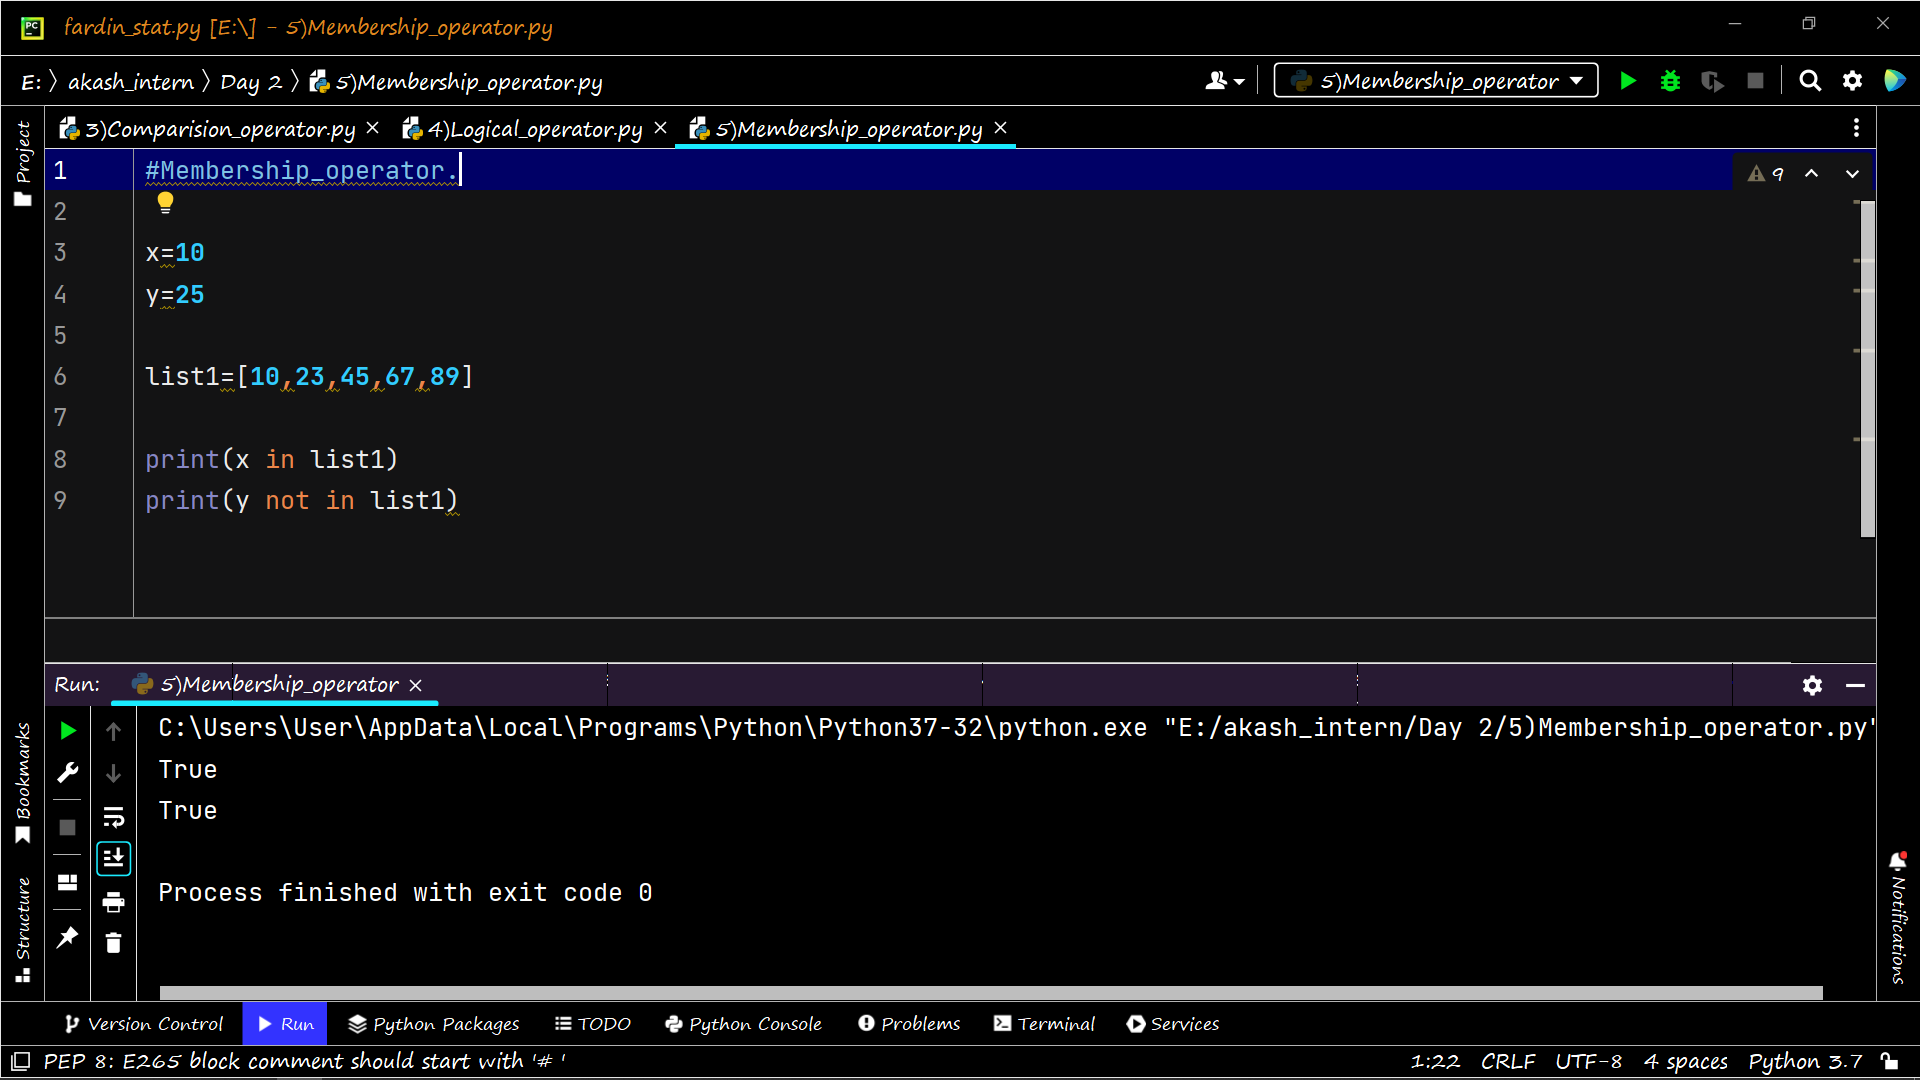 fardin_stat.py [E:\] - 5)Membership_operator.py
E: 〉 akash_intern 〉 Day 2 〉 5)Membership_operator.py
5)Membership_operator
3)Comparision_operator.py
4)Logical_operator.py
5)Membership_operator.py
Project
1 #Membership_operator.
9
2
3 x=10
4 y=25
5
6 list1=[10,23,45,67,89]
7
8 print(x in list1)
9 print(y not in list1)
Run: 5)Membership_operator
C:\Users\User\AppData\Local\Programs\Python\Python37-32\python.exe "E:/akash_intern/Day 2/5)Membership_operator.py"
True
True
Process finished with exit code 0
Bookmarks
Structure
Notifications
Version Control Run Python Packages TODO Python Console Problems Terminal Services
PEP 8: E265 block comment should start with '# '
1:22 CRLF UTF-8 4 spaces Python 3.7